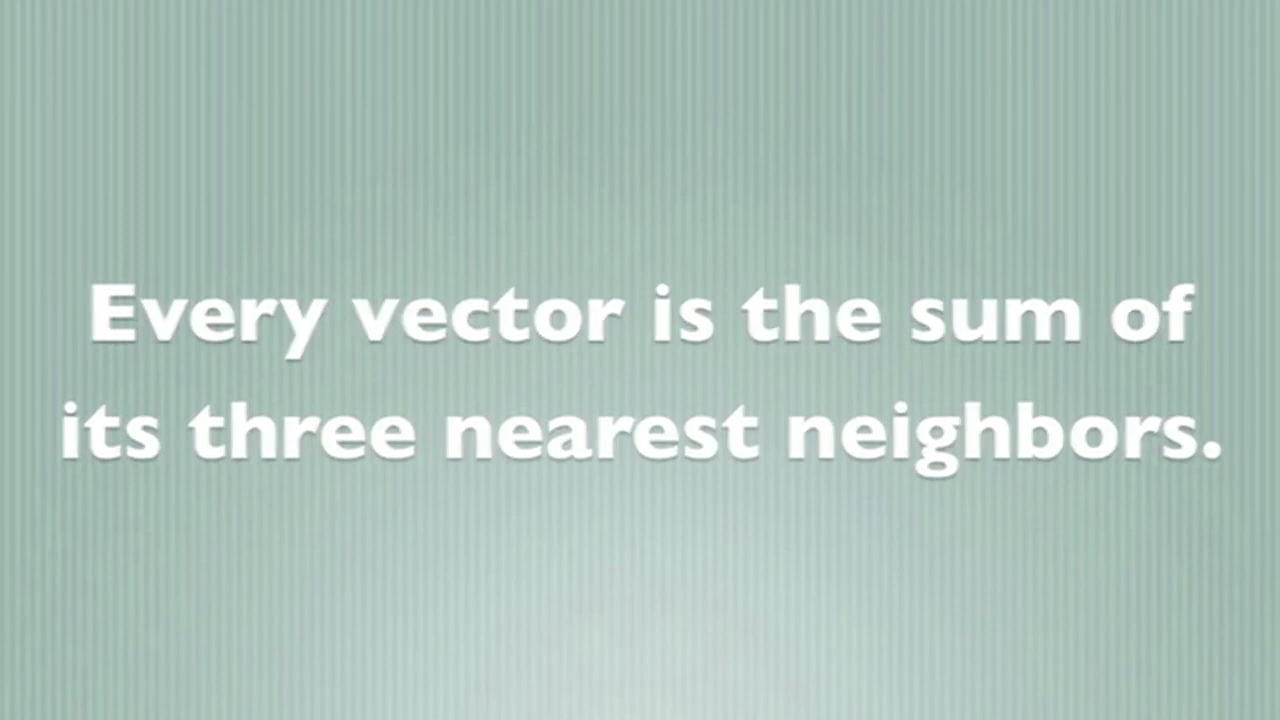 Every vector is the sum of
its three nearest neighbors.